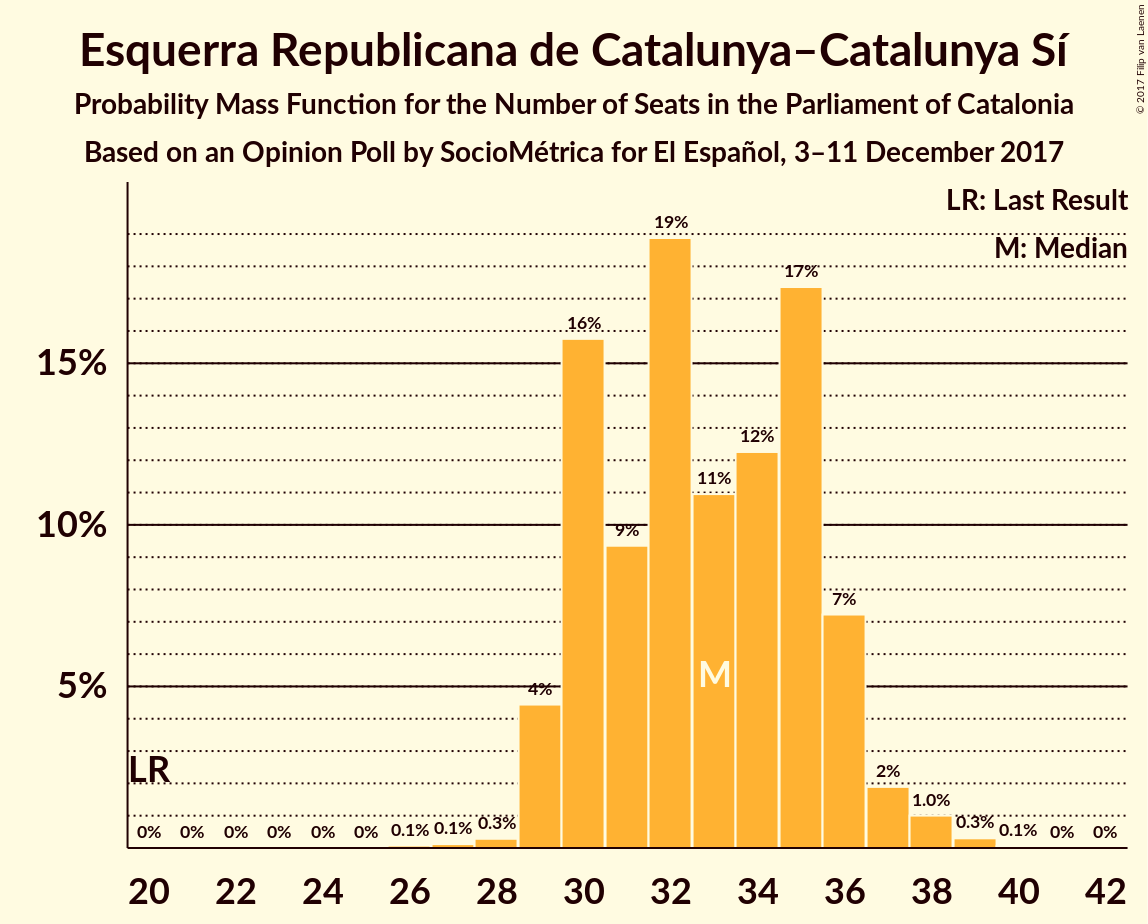 Esquerra Republicana de Catalunya–Catalunya Sí
Probability Mass Function for the Number of Seats in the Parliament of Catalonia
Based on an Opinion Poll by SocioMétrica for El Español, 3–11 December 2017
© 2017 Filip van Laenen
LR: Last Result
M: Median
19%
17%
16%
15%
12%
11%
10%
9%
7%
M
5%
4%
LR
2%
1.0%
0% 0% 0% 0% 0% 0% 0.1% 0.1% 0.3% 0.3% 0.1% 0% 0%
20 22 24 26 28 30 32 34 36 38 40 42